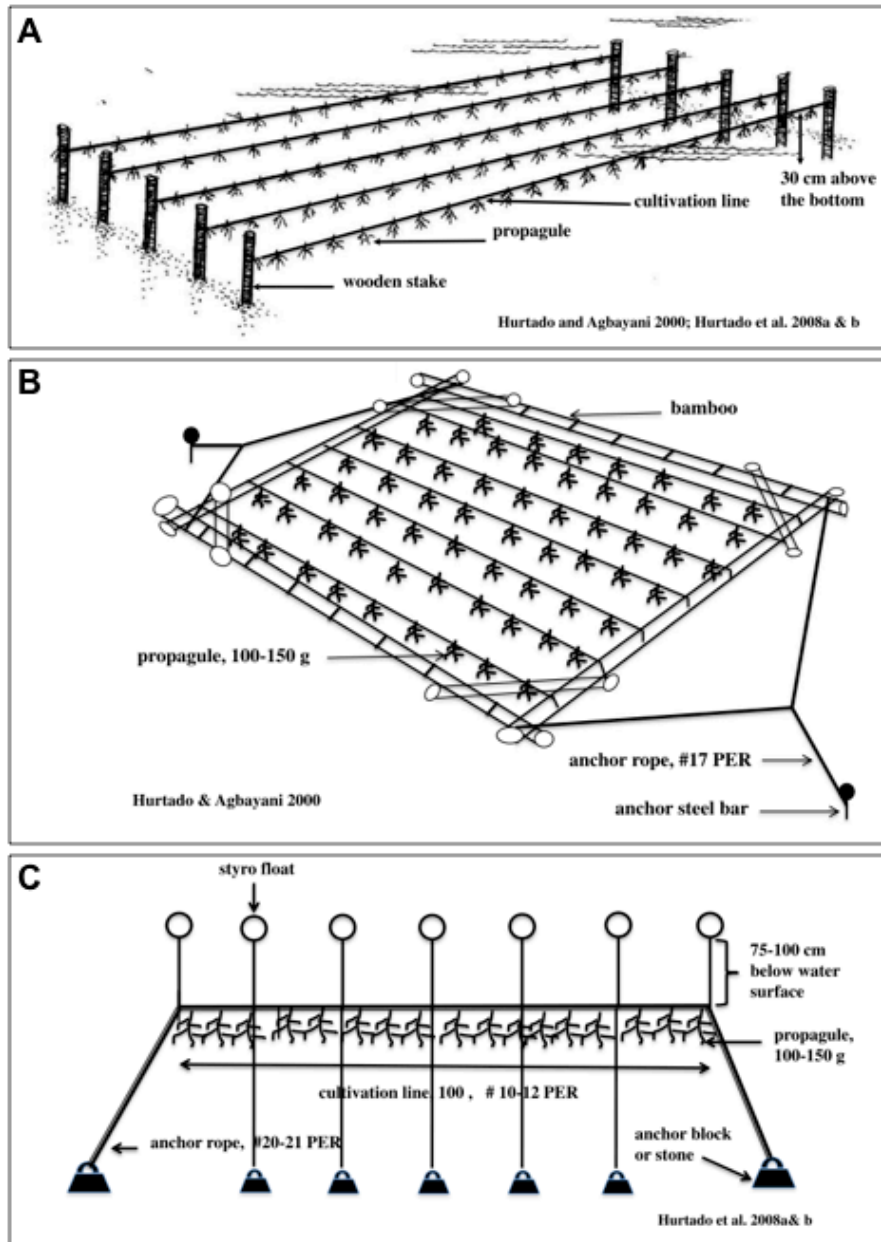 A
30 cm above
the bottom
cultivation line
propagule
wooden stake
Hurtado and Agbayani 2000; Hurtado et al. 2008a & b
B
bamboo
propagule, 100-150 g
anchor rope, #17 PER
anchor steel bar
Hurtado & Agbayani 2000
C
styro float
75-100 cm
below water
surface
propagule,
100-150 g
cultivation line, 100 , # 10-12 PER
anchor rope, #20-21 PER
anchor block
or stone
Hurtado et al. 2008a& b